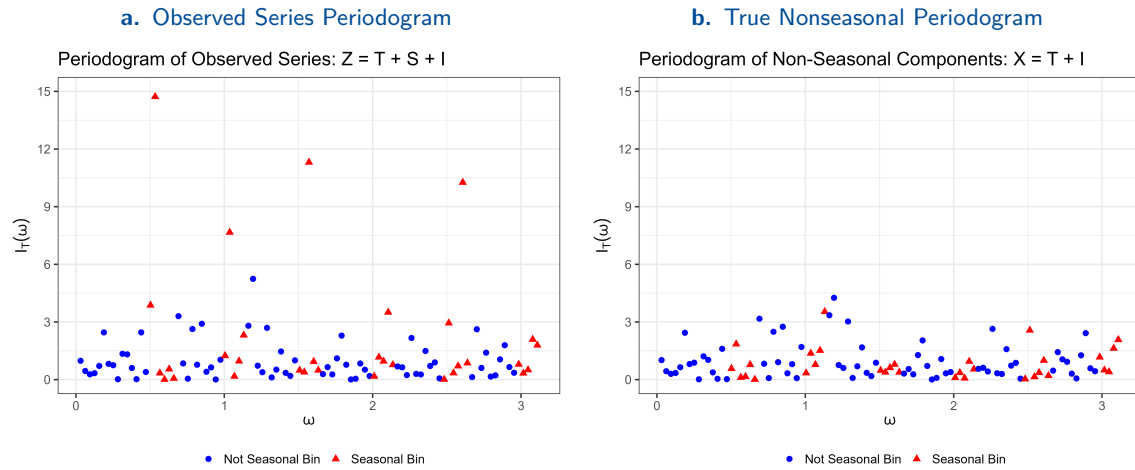 a. Observed Series Periodogram
Periodogram of Observed Series: Z = T + S + I
15
12
9
6
3
0
I_T(ω)
0
1
2
3
ω
Not Seasonal Bin
Seasonal Bin
b. True Nonseasonal Periodogram
Periodogram of Non-Seasonal Components: X = T + I
15
12
9
6
3
0
I_T(ω)
0
1
2
3
ω
Not Seasonal Bin
Seasonal Bin